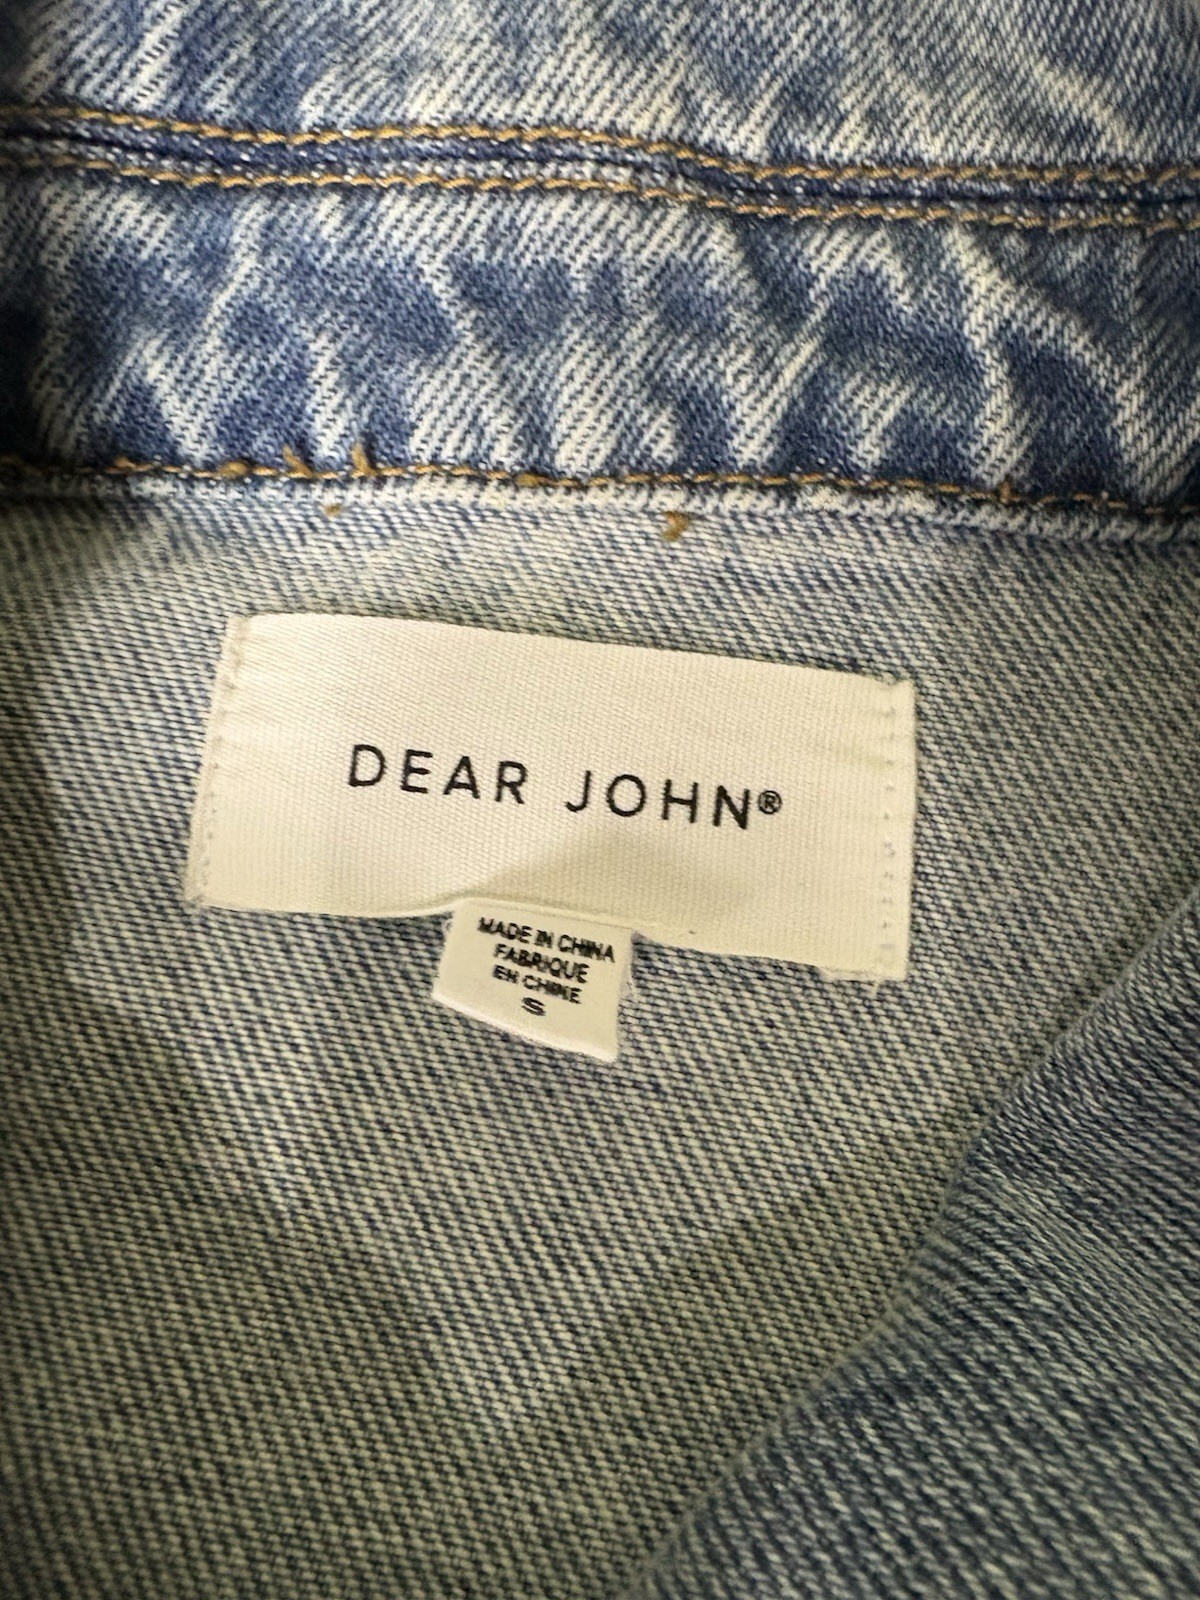 DEAR JOHN®
MADE IN CHINA
FABRIQUE
EN CHINE
S